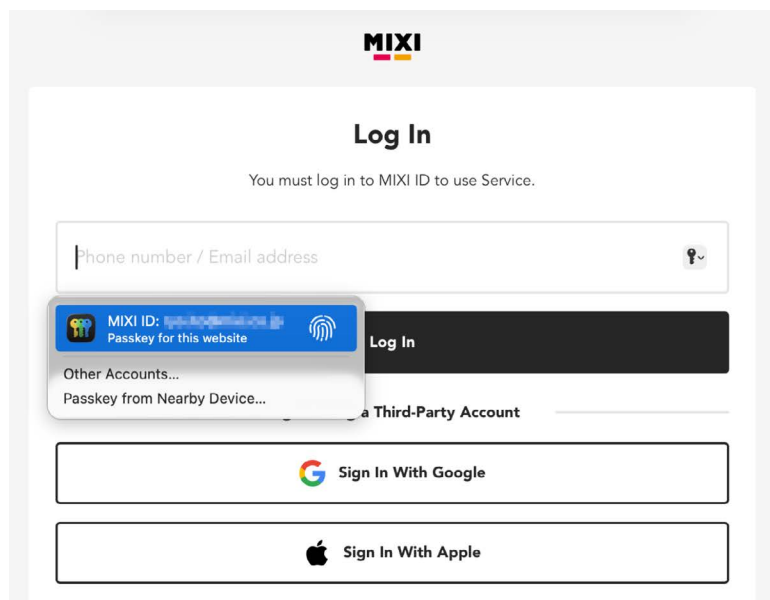 MIXI
Log In
You must log in to MIXI ID to use Service.
Phone number / Email address
MIXI ID:
Passkey for this website
Log In
Other Accounts...
Passkey from Nearby Device...
a Third-Party Account
Sign In With Google
Sign In With Apple